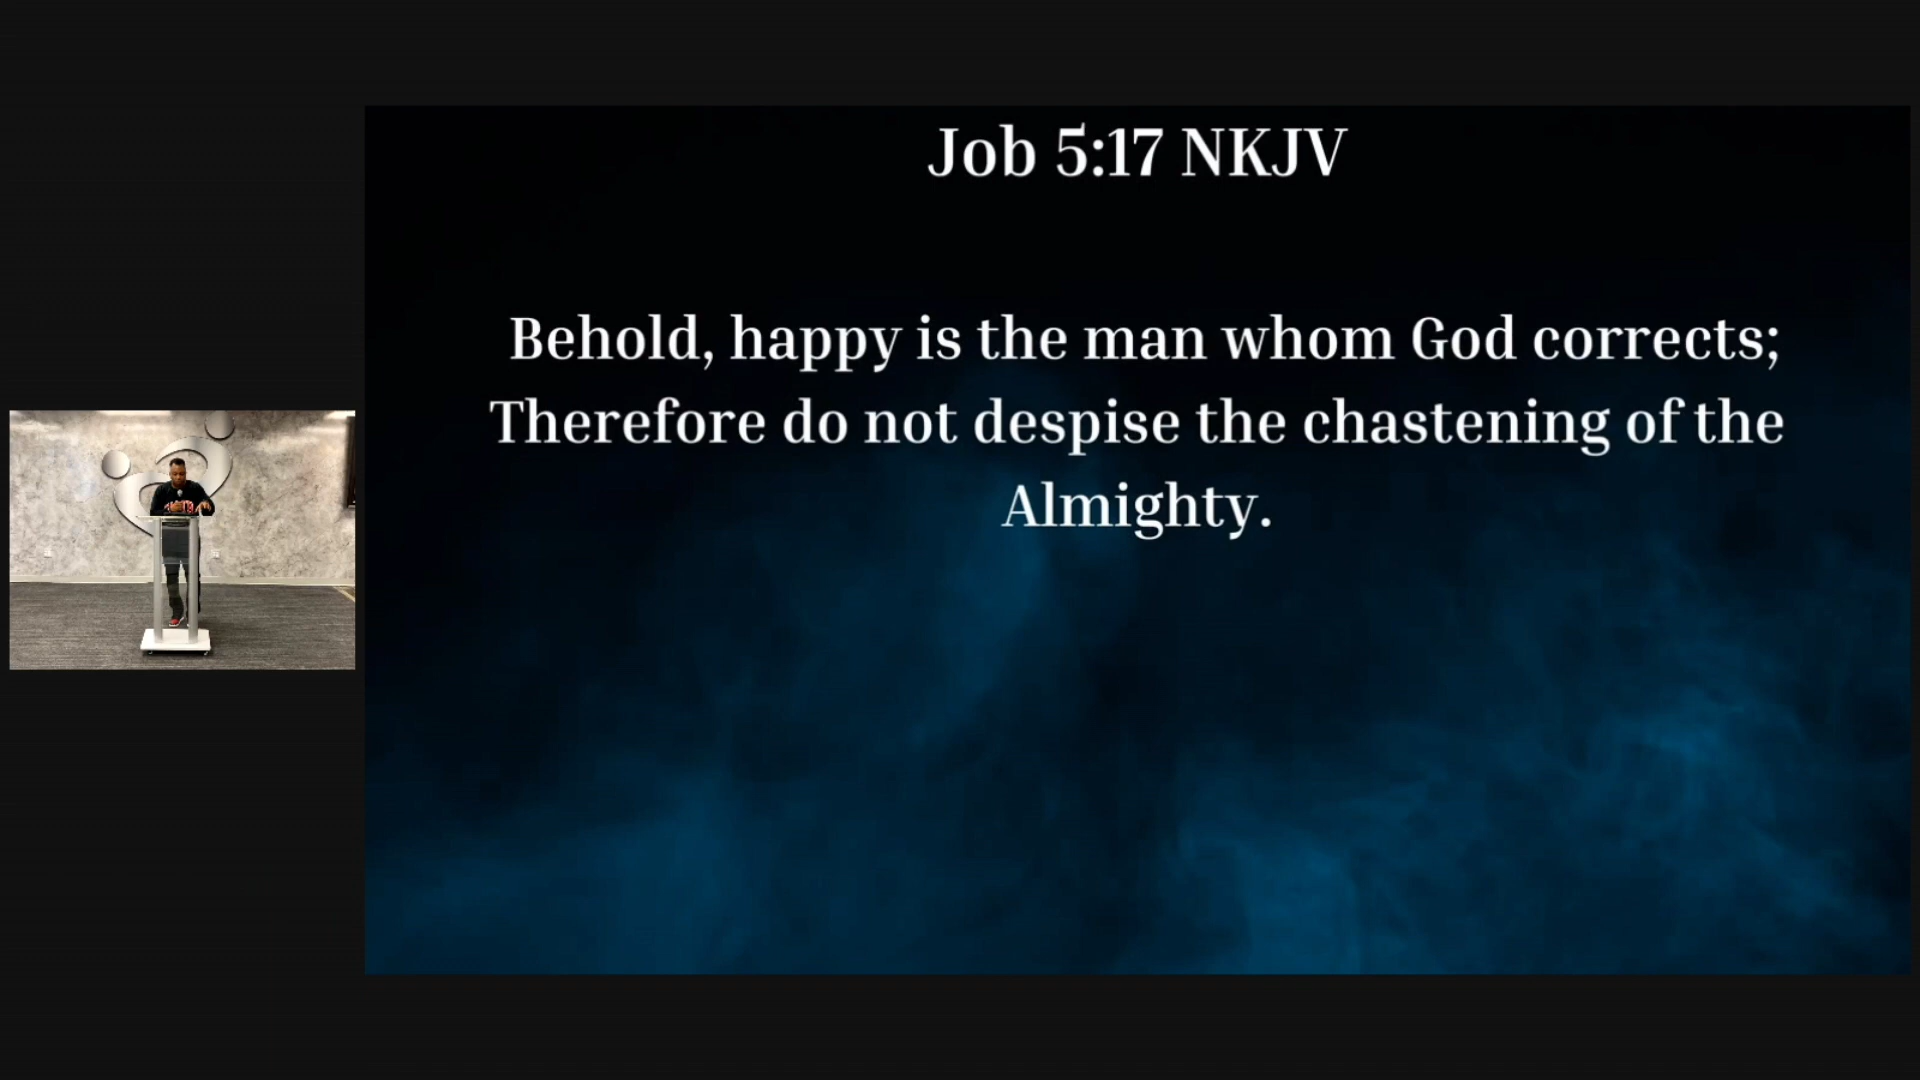 Job 5:17 NKJV
Behold, happy is the man whom God corrects;
Therefore do not despise the chastening of the
Almighty.